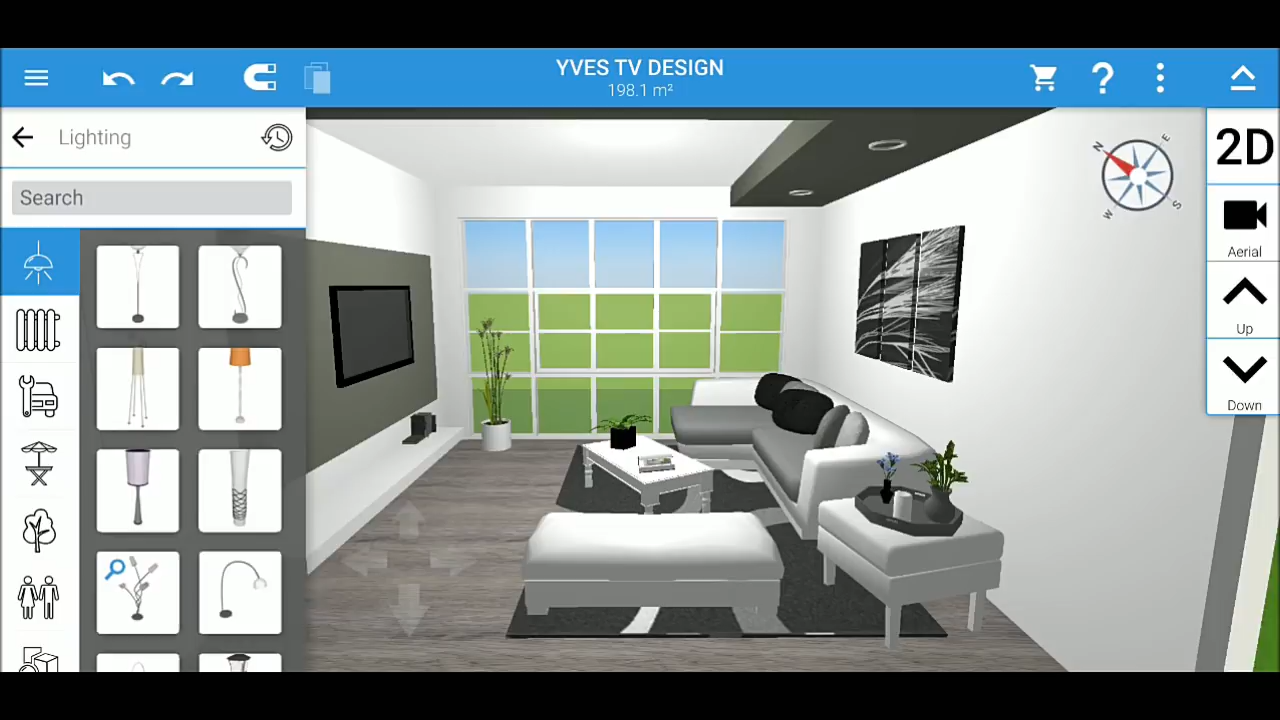 YVES TV DESIGN
198.1 m²
Lighting
Search
N
E
W
S
2D
Aerial
Up
Down